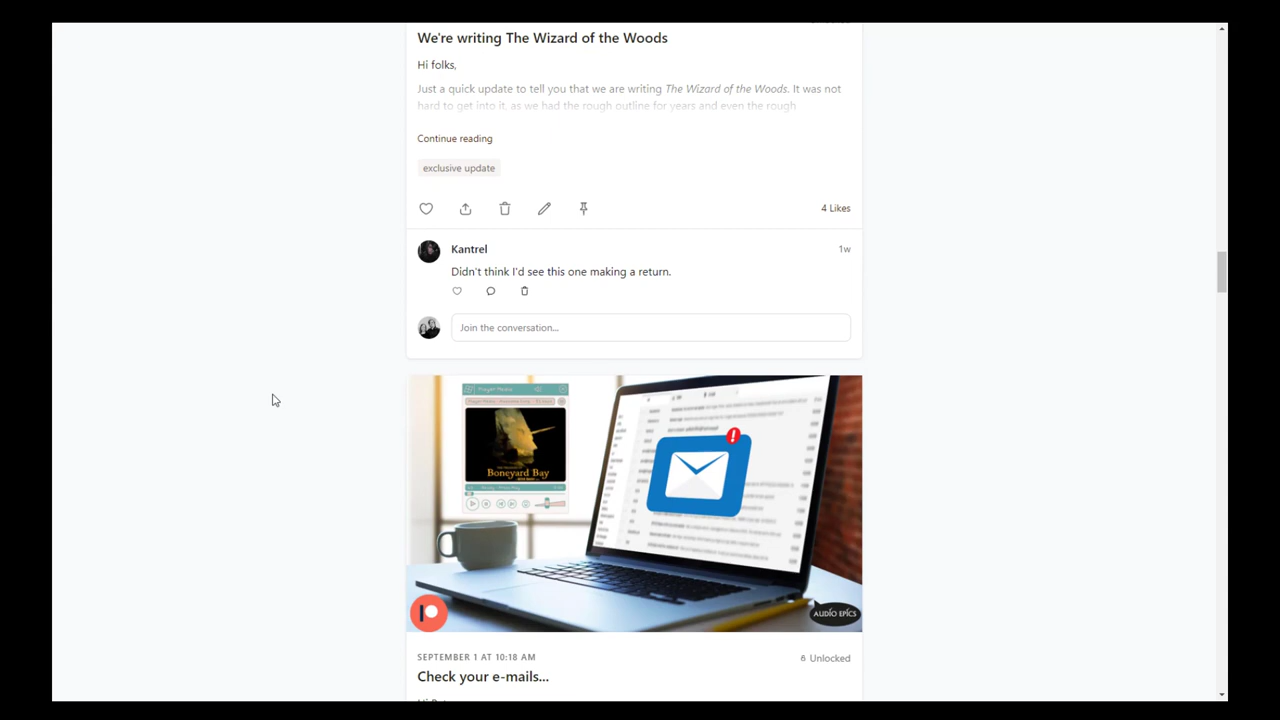 We're writing The Wizard of the Woods
Hi folks,
Just a quick update to tell you that we are writing The Wizard of the Woods. It was not
hard to get into it, as we had the rough outline for years and even the rough
Continue reading
exclusive update
4 Likes
Kantrel
1w
Didn't think I'd see this one making a return.
Join the conversation...
Boneyard Bay
!
AUDIO EPICS
SEPTEMBER 1 AT 10:18 AM
Unlocked
Check your e-mails...